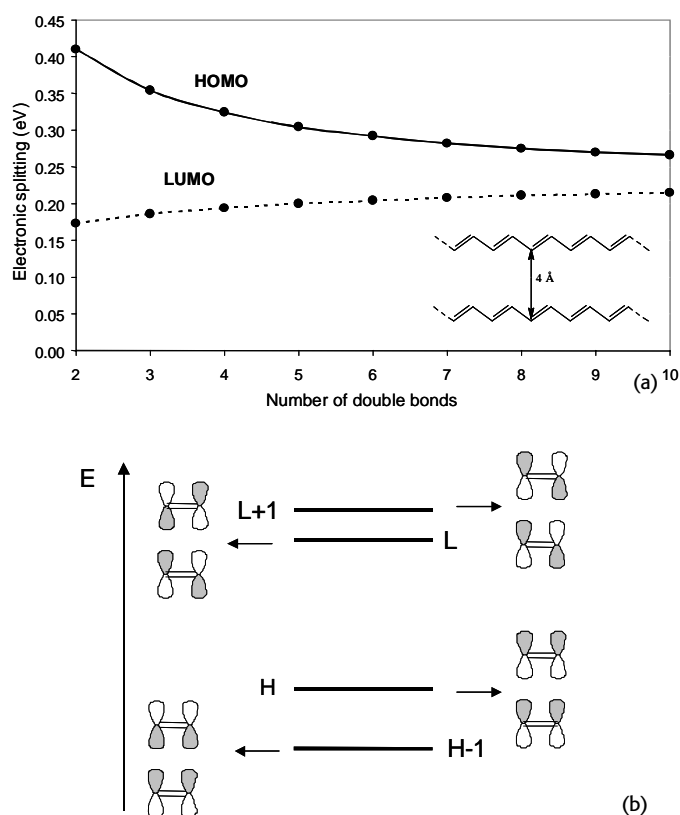 0.45
0.40
0.35
0.30
0.25
0.20
0.15
0.10
0.05
0.00
Electronic splitting (eV)
HOMO
LUMO
4 Å
2 3 4 5 6 7 8 9 10
Number of double bonds
(a)
E
L+1
L
H
H-1
(b)